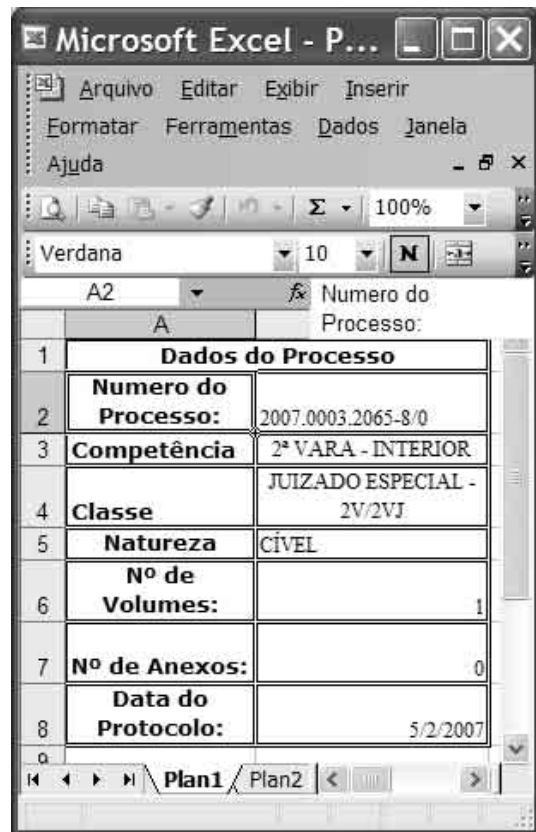 Microsoft Excel - P...
Arquivo Editar Exibir Inserir
Formatar Ferramentas Dados Janela
Ajuda
Σ 100%
Verdana 10 N
A2 fx Numero do
Processo:
A
1 Dados do Processo
Numero do
2 Processo: 2007.0003.2065-8/0
3 Competência 2ª VARA - INTERIOR
JUIZADO ESPECIAL -
4 Classe 2V/2VJ
5 Natureza CÍVEL
Nº de
6 Volumes: 1
7 Nº de Anexos: 0
Data do
8 Protocolo: 5/2/2007
9
Plan1 Plan2